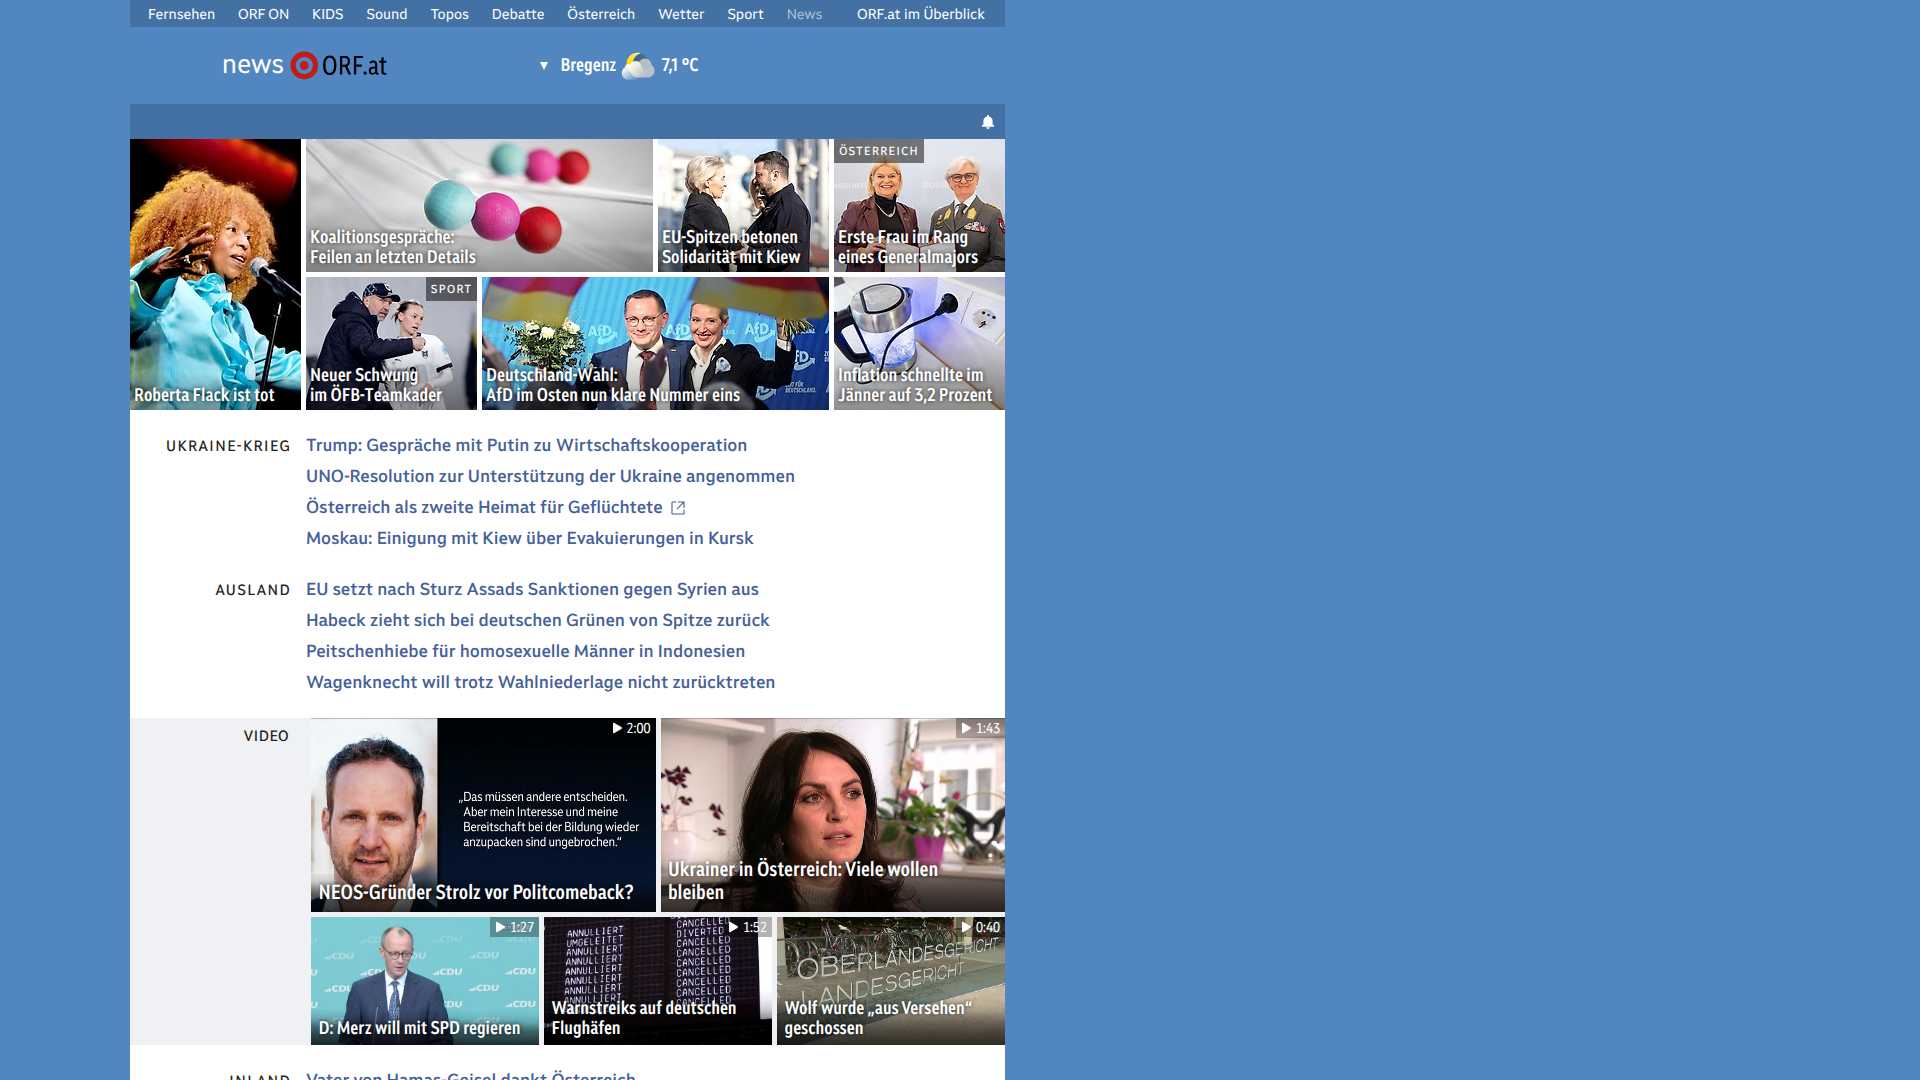 Fernsehen ORF ON KIDS Sound Topos Debatte Österreich Wetter Sport News ORF.at im Überblick
news ORF.at
Bregenz 7,1 °C
Roberta Flack ist tot
Koalitionsgespräche:
Feilen an letzten Details
EU-Spitzen betonen
Solidarität mit Kiew
ÖSTERREICH
Erste Frau im Rang
eines Generalmajors
SPORT
Neuer Schwung
im ÖFB-Teamkader
AfD AfD AfD
Deutschland-Wahl:
AfD im Osten nun klare Nummer eins
Inflation schnellte im
Jänner auf 3,2 Prozent
UKRAINE-KRIEG
Trump: Gespräche mit Putin zu Wirtschaftskooperation
UNO-Resolution zur Unterstützung der Ukraine angenommen
Österreich als zweite Heimat für Geflüchtete
Moskau: Einigung mit Kiew über Evakuierungen in Kursk
AUSLAND
EU setzt nach Sturz Assads Sanktionen gegen Syrien aus
Habeck zieht sich bei deutschen Grünen von Spitze zurück
Peitschenhiebe für homosexuelle Männer in Indonesien
Wagenknecht will trotz Wahlniederlage nicht zurücktreten
VIDEO
2:00
„Das müssen andere entscheiden.
Aber mein Interesse und meine
Bereitschaft bei der Bildung wieder
anzupacken sind ungebrochen.“
NEOS-Gründer Strolz vor Politcomeback?
1:43
Ukrainer in Österreich: Viele wollen
bleiben
1:27
CDU CDU CDU
D: Merz will mit SPD regieren
1:52
ANNULLIERT CANCELLED
UMGELEITET DIVERTED
ANNULLIERT CANCELLED
ANNULLIERT CANCELLED
ANNULLIERT CANCELLED
ANNULLIERT CANCELLED
ANNULLIERT CANCELLED
Warnstreiks auf deutschen
Flughäfen
0:40
OBERLANDESGERICHT
LANDESGERICHT
Wolf wurde „aus Versehen“
geschossen
INLAND
Vater von Hamas-Geisel dankt Österreich